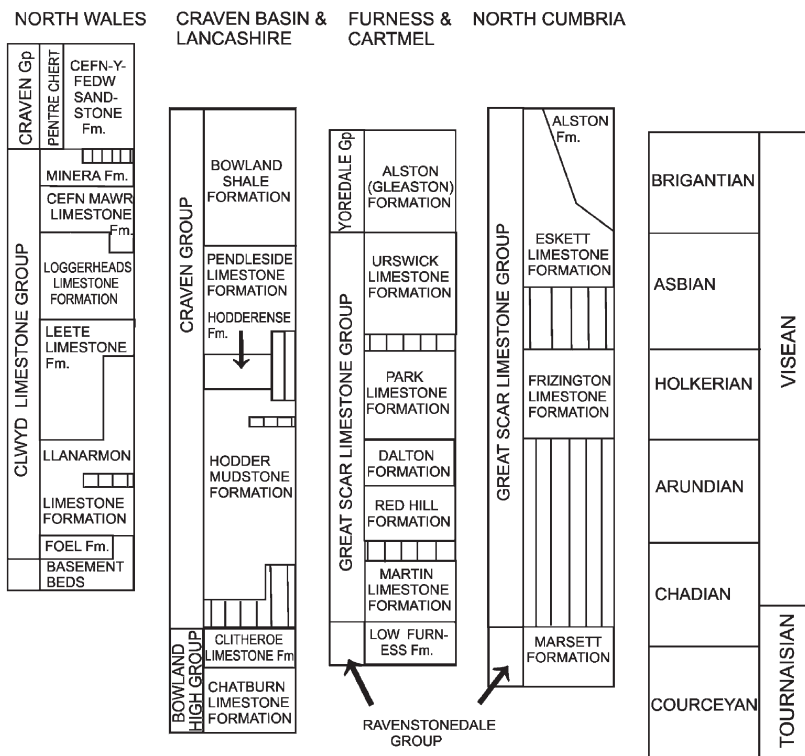 NORTH WALES
CRAVEN Gp
PENTRE CHERT
CEFN-Y-
FEDW
SAND-
STONE
Fm.
CLWYD LIMESTONE GROUP
MINERA Fm.
CEFN MAWR
LIMESTONE
Fm.
LOGGERHEADS
LIMESTONE
FORMATION
LEETE
LIMESTONE
Fm.
LLANARMON
LIMESTONE
FORMATION
FOEL Fm.
BASEMENT
BEDS
CRAVEN BASIN &
LANCASHIRE
CRAVEN GROUP
BOWLAND
SHALE
FORMATION
PENDLESIDE
LIMESTONE
FORMATION
HODDERENSE
Fm.
HODDER
MUDSTONE
FORMATION
BOWLAND
HIGH GROUP
CLITHEROE
LIMESTONE Fm
CHATBURN
LIMESTONE
FORMATION
FURNESS &
CARTMEL
YOREDALE Gp
ALSTON
(GLEASTON)
FORMATION
GREAT SCAR LIMESTONE GROUP
URSWICK
LIMESTONE
FORMATION
PARK
LIMESTONE
FORMATION
DALTON
FORMATION
RED HILL
FORMATION
MARTIN
LIMESTONE
FORMATION
LOW FURN-
ESS Fm.
RAVENSTONEDALE
GROUP
NORTH CUMBRIA
GREAT SCAR LIMESTONE GROUP
ALSTON
Fm.
ESKETT
LIMESTONE
FORMATION
FRIZINGTON
LIMESTONE
FORMATION
MARSETT
FORMATION
BRIGANTIAN
ASBIAN
HOLKERIAN
ARUNDIAN
CHADIAN
COURCEYAN
VISEAN
TOURNAISIAN